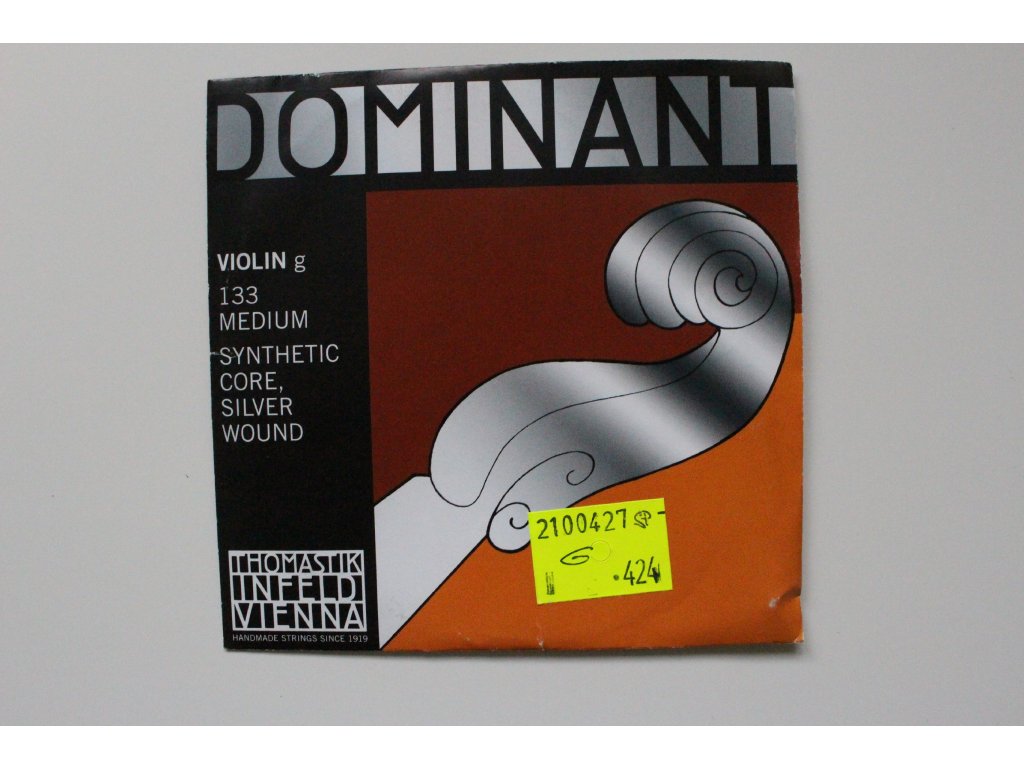 DOMINANT
VIOLIN g
133
MEDIUM
SYNTHETIC
CORE,
SILVER
WOUND
THOMASTIK
INFELD
VIENNA
HANDMADE STRINGS SINCE 1919
2100427
G
.424